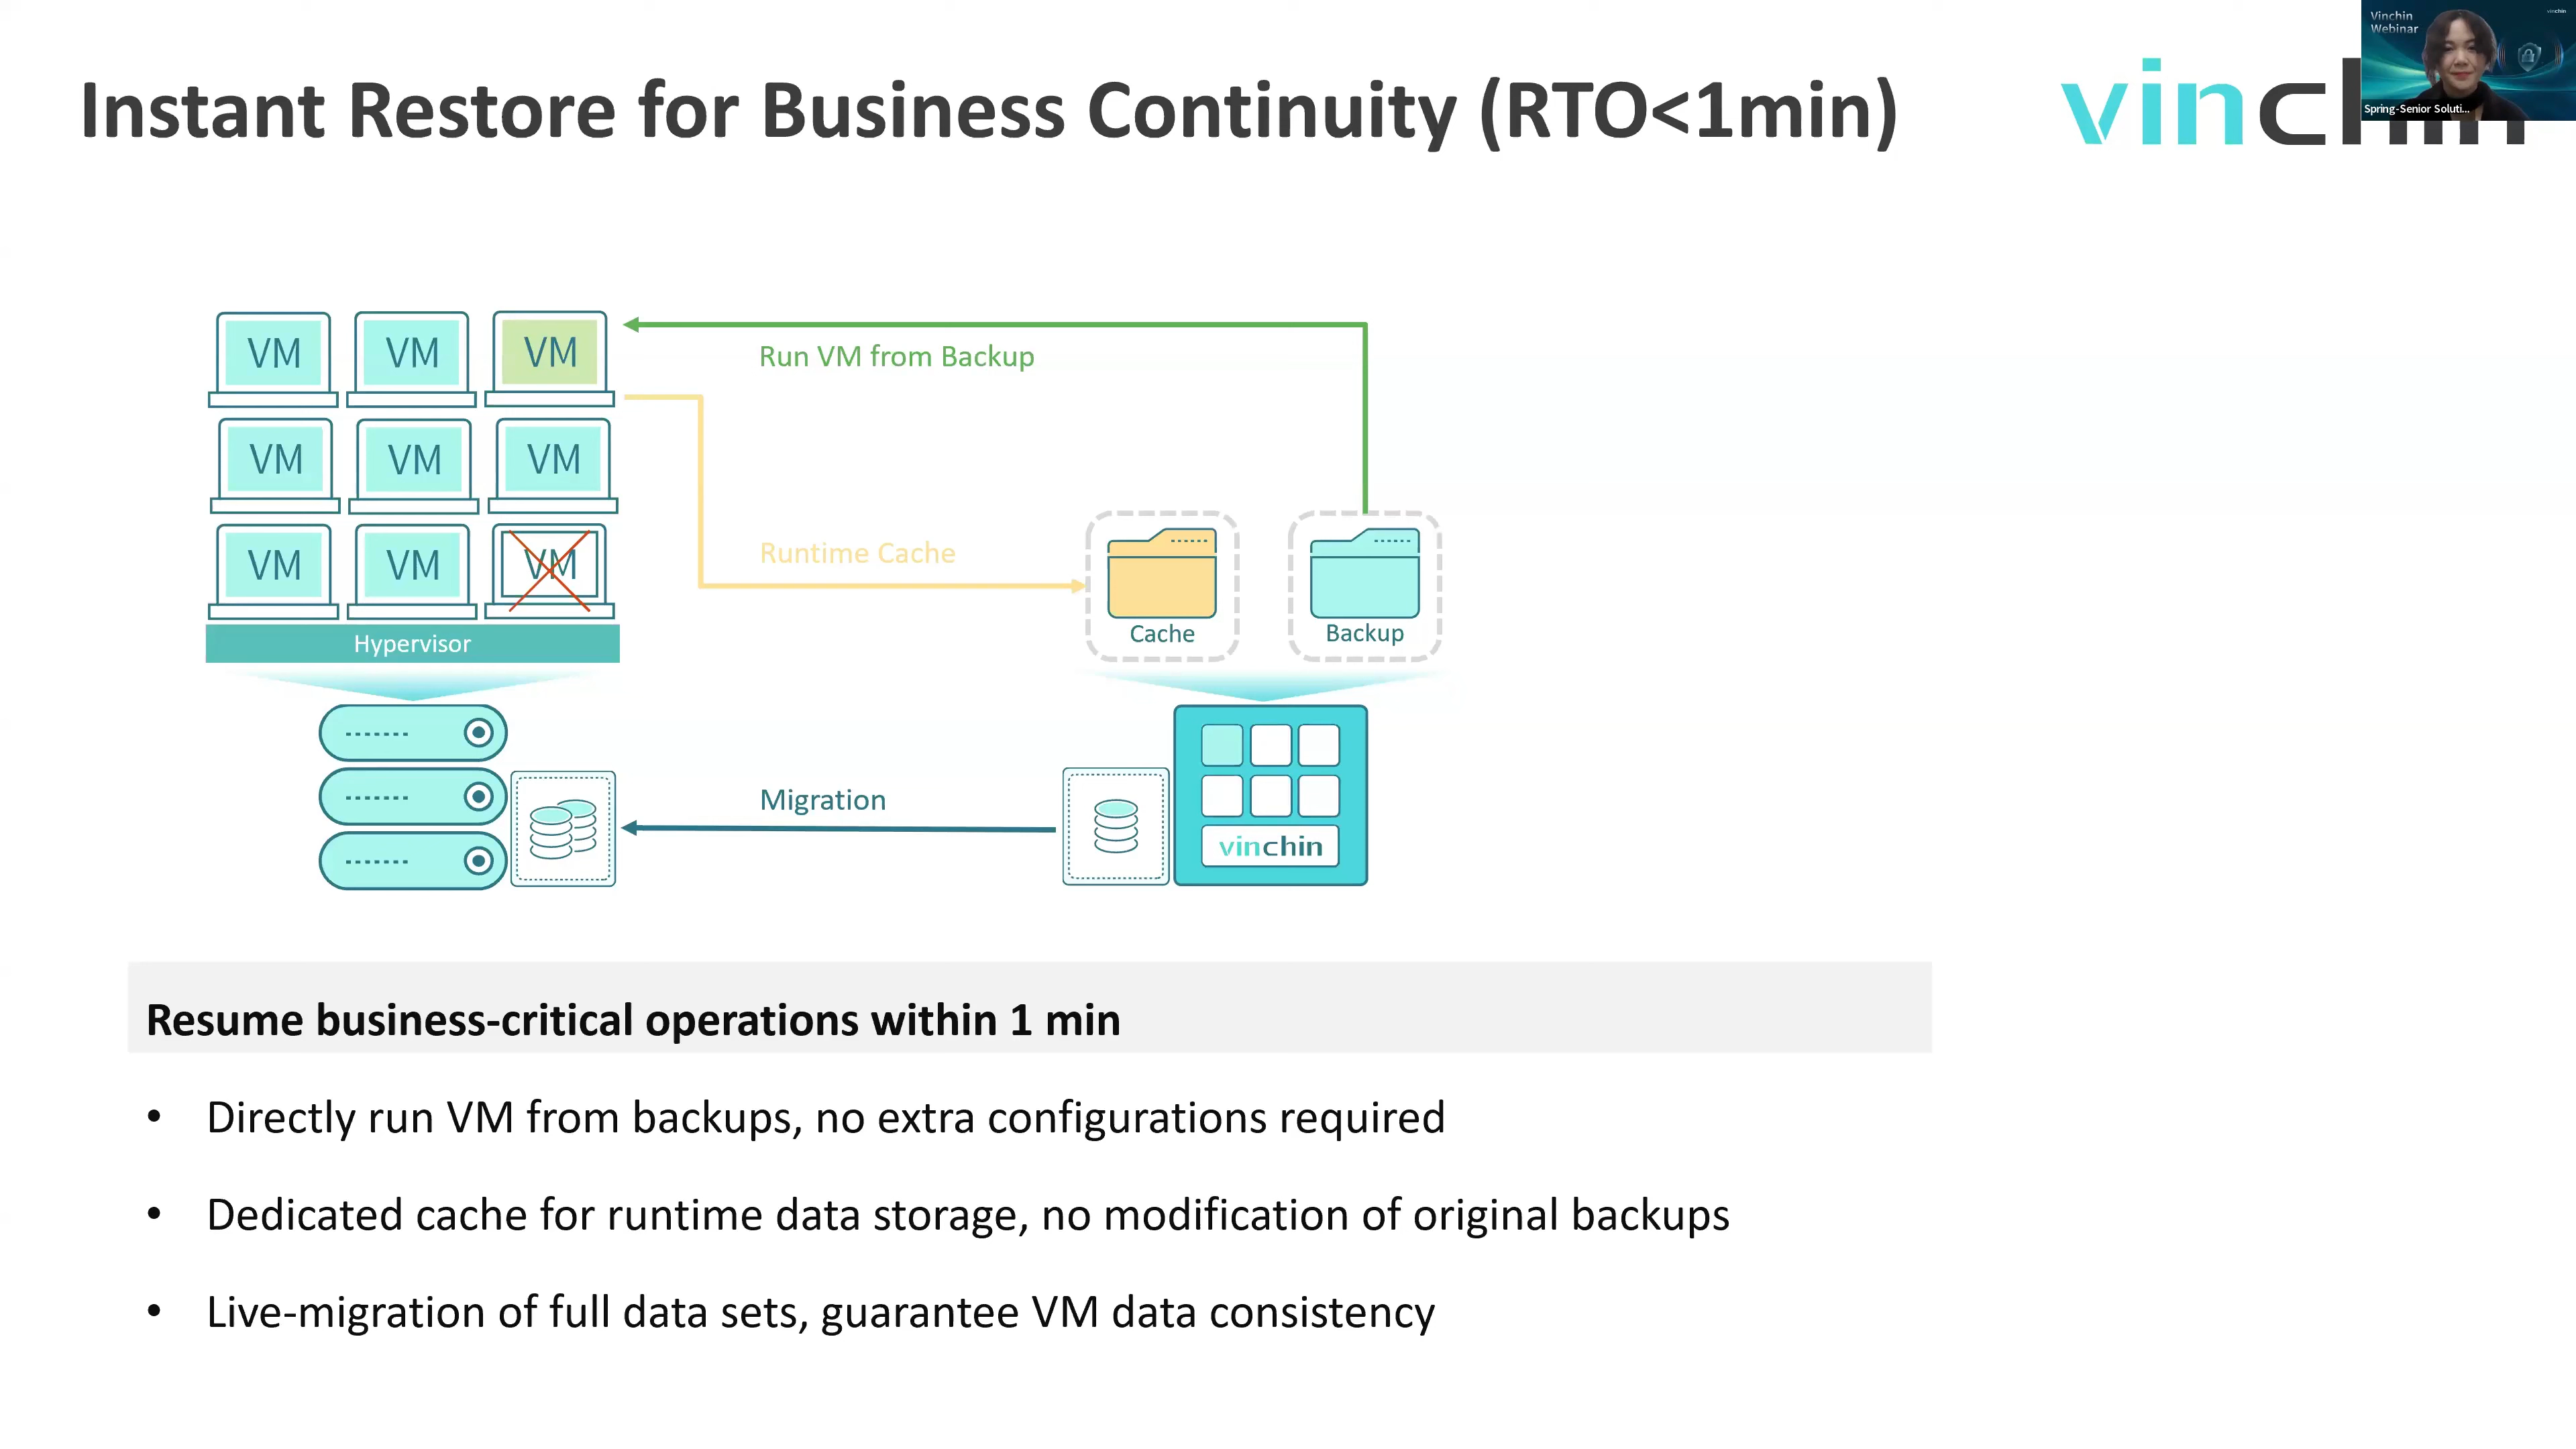 Instant Restore for Business Continuity (RTO<1min)
Vinchin
Webinar
vinchin
Spring-Senior Soluti...
VM VM VM
Run VM from Backup
VM VM VM
VM VM VM
Runtime Cache
Cache
Backup
Hypervisor
Migration
vinchin
Resume business-critical operations within 1 min
• Directly run VM from backups, no extra configurations required
• Dedicated cache for runtime data storage, no modification of original backups
• Live-migration of full data sets, guarantee VM data consistency